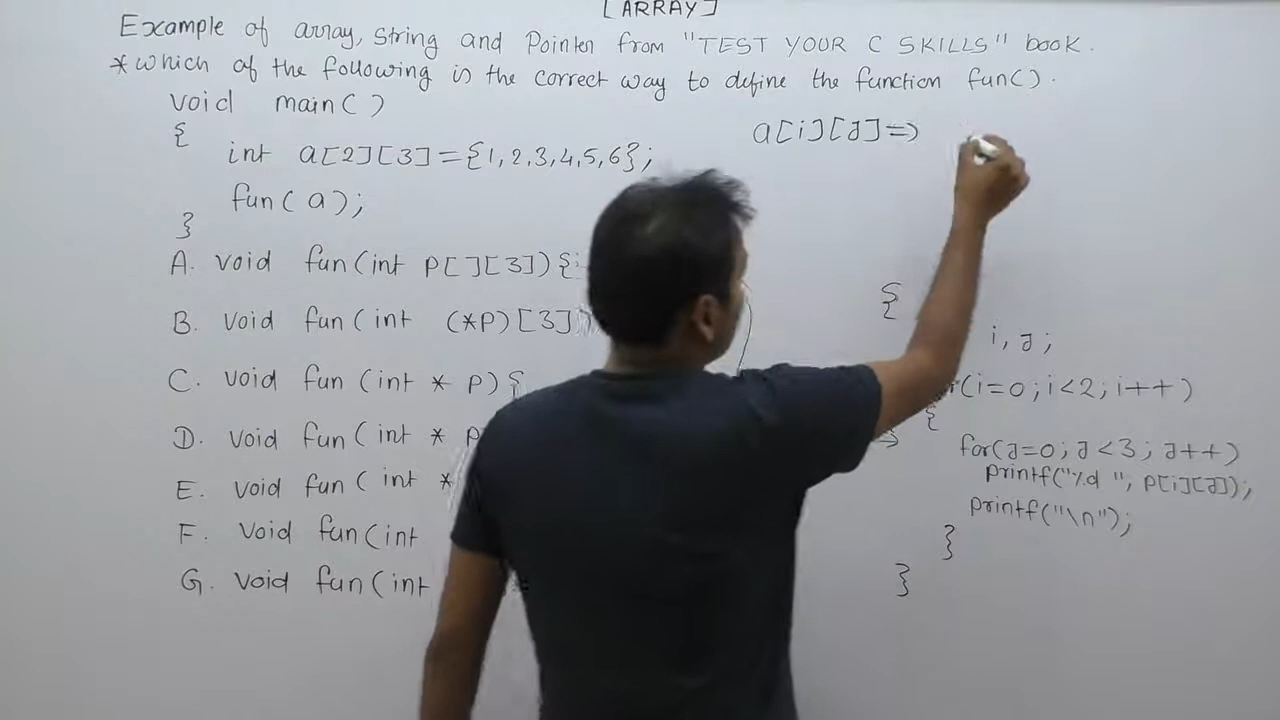 [ARRAY]
Example of array, string and Pointer from "TEST YOUR C SKILLS" book.
*which of the following is the correct way to define the function fun().
void main()
{
int a[2][3]={1,2,3,4,5,6};
fun(a);
}
a[i][j]=>
A. void fun(int P[][3]){
B. void fun(int (*P)[3])
C. void fun(int * P){
D. void fun(int * P
E. void fun(int *
F. void fun(int
G. void fun(int
{
i,j;
(i=0;i<2;i++)
{
for(j=0;j<3;j++)
printf("%d ",P[i][j]);
printf("\n");
}
}